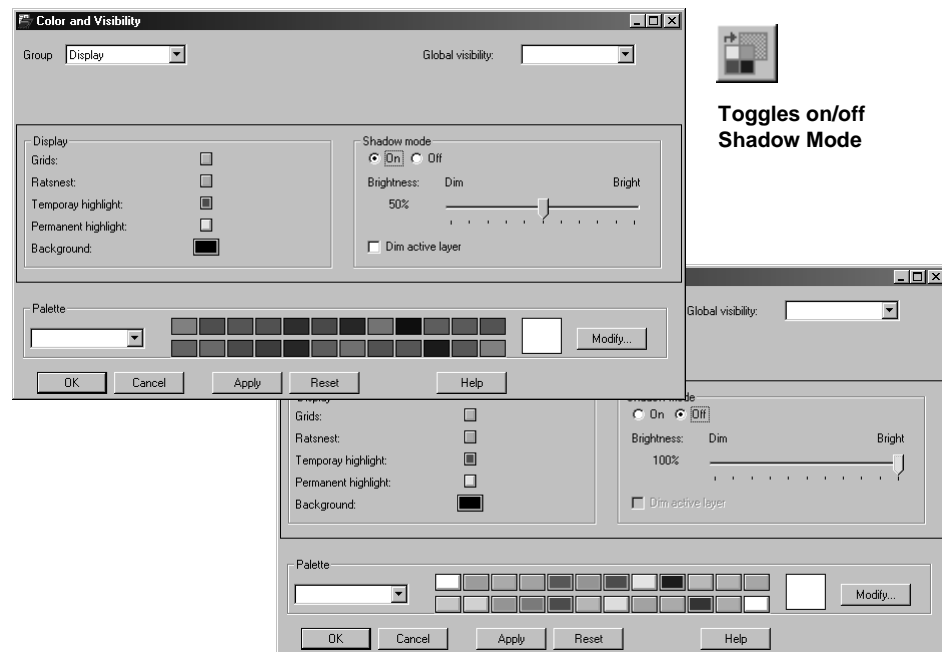 Color and Visibility
Group Display Global visibility:
Toggles on/off
Shadow Mode
Display
Grids:
Ratsnest:
Temporay highlight:
Permanent highlight:
Background:
Shadow mode
On Off
Brightness: Dim Bright
50%
Dim active layer
Palette
Modify...
OK Cancel Apply Reset Help
Global visibility:
Display
Grids:
Ratsnest:
Temporay highlight:
Permanent highlight:
Background:
Shadow mode
On Off
Brightness: Dim Bright
100%
Dim active layer
Palette
Modify...
OK Cancel Apply Reset Help